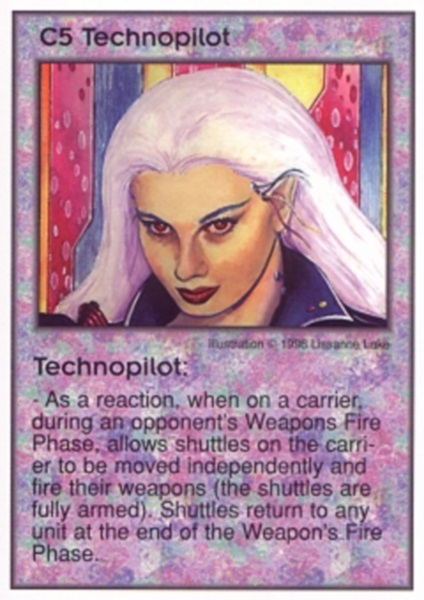 C5 Technopilot
Illustration © 1996 Lissanne Lake
Technopilot:
- As a reaction, when on a carrier,
during an opponent's Weapons Fire
Phase, allows shuttles on the carri-
er to be moved independently and
fire their weapons (the shuttles are
fully armed). Shuttles return to any
unit at the end of the Weapon's Fire
Phase.